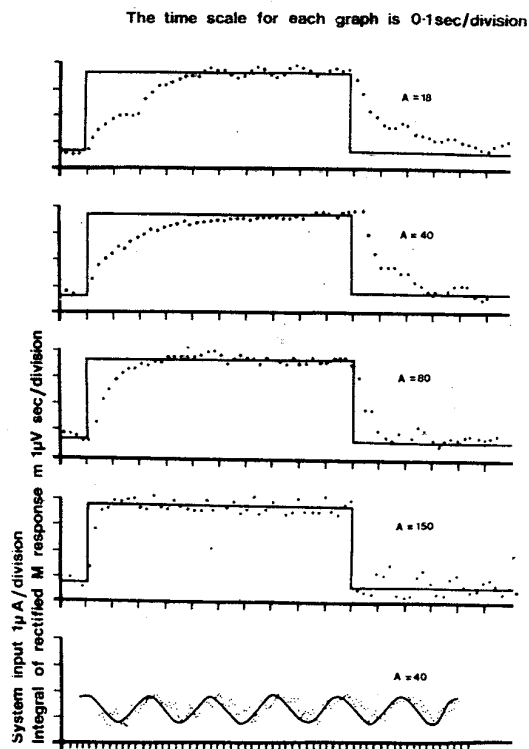 The time scale for each graph is 0·1sec/division
A = 18
A = 40
A = 80
A = 150
A = 40
System input 1μA/division
Integral of rectified M response m 1μV sec/division